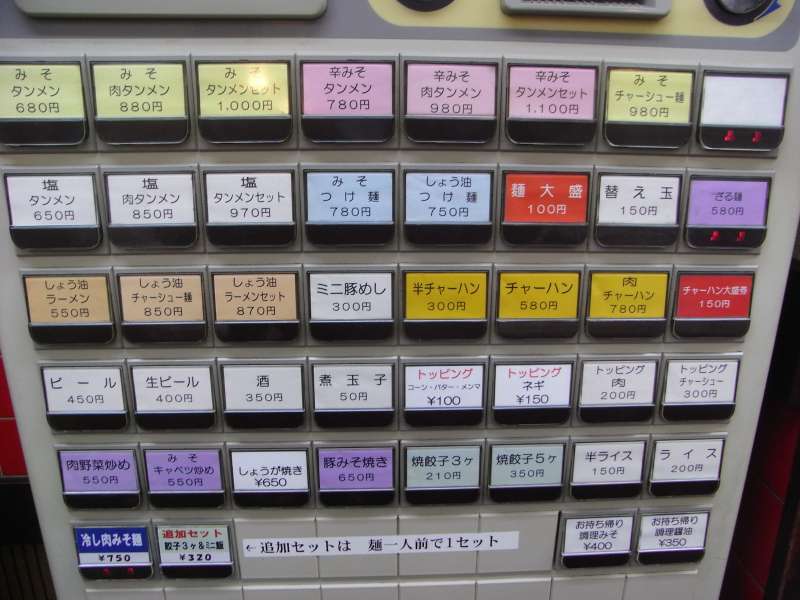 みそ
タンメン
680円
みそ
肉タンメン
880円
みそ
タンメンセット
1,000円
辛みそ
タンメン
780円
辛みそ
肉タンメン
980円
辛みそ
タンメンセット
1,100円
みそ
チャーシュー麺
980円
塩
タンメン
650円
塩
肉タンメン
850円
塩
タンメンセット
970円
みそ
つけ麺
780円
しょう油
つけ麺
750円
麺大盛
100円
替え玉
150円
ざる麺
580円
しょう油
ラーメン
550円
しょう油
チャーシュー麺
850円
しょう油
ラーメンセット
870円
ミニ豚めし
300円
半チャーハン
300円
チャーハン
580円
肉
チャーハン
780円
チャーハン大盛券
150円
ビール
450円
生ビール
400円
酒
350円
煮玉子
50円
トッピング
コーン・バター・メンマ
¥100
トッピング
ネギ
¥150
トッピング
肉
200円
トッピング
チャーシュー
300円
肉野菜炒め
550円
みそ
キャベツ炒め
550円
しょうが焼き
¥650
豚みそ焼き
650円
焼餃子3ヶ
210円
焼餃子5ヶ
350円
半ライス
150円
ライス
200円
冷し肉みそ麺
¥750
追加セット
餃子3ヶ&ミニ飯
¥320
←追加セットは 麺一人前で1セット
お持ち帰り
調理みそ
¥400
お持ち帰り
調理醤油
¥350